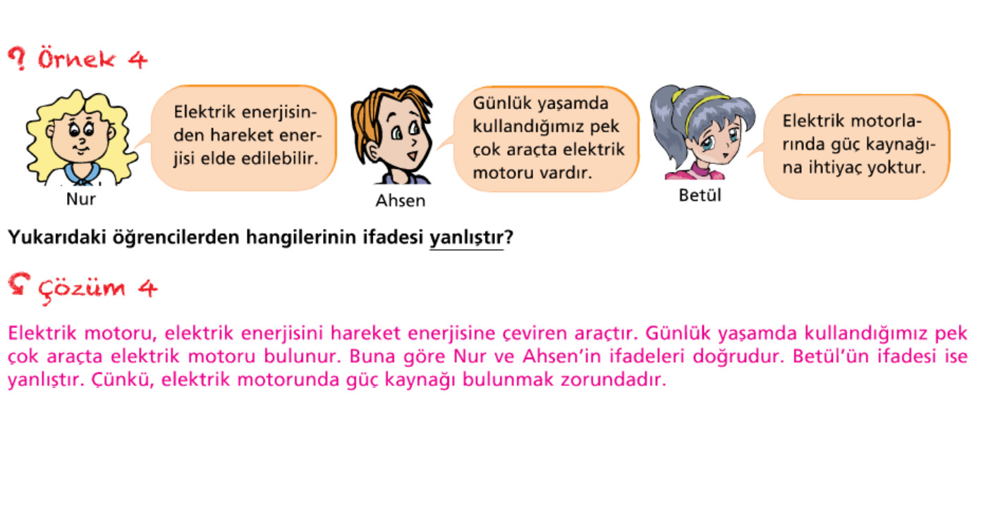 ? Örnek 4
Elektrik enerjisin-
den hareket ener-
jisi elde edilebilir.
Nur
Günlük yaşamda
kullandığımız pek
çok araçta elektrik
motoru vardır.
Ahsen
Elektrik motorla-
rında güç kaynağı-
na ihtiyaç yoktur.
Betül
Yukarıdaki öğrencilerden hangilerinin ifadesi yanlıştır?
Çözüm 4
Elektrik motoru, elektrik enerjisini hareket enerjisine çeviren araçtır. Günlük yaşamda kullandığımız pek
çok araçta elektrik motoru bulunur. Buna göre Nur ve Ahsen’in ifadeleri doğrudur. Betül’ün ifadesi ise
yanlıştır. Çünkü, elektrik motorunda güç kaynağı bulunmak zorundadır.